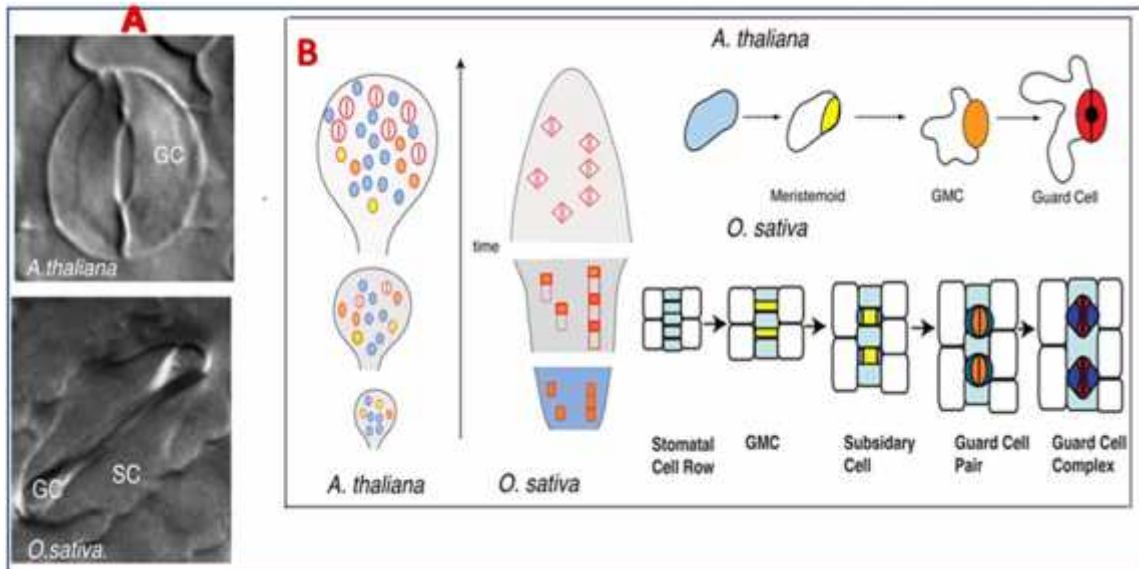 A
GC
A.thaliana
GC
SC
O.sativa.
B
time
A. thaliana
O. sativa
A. thaliana
Meristemoid
GMC
Guard Cell
O. sativa
Stomatal
Cell Row
GMC
Subsidary
Cell
Guard Cell
Pair
Guard Cell
Complex